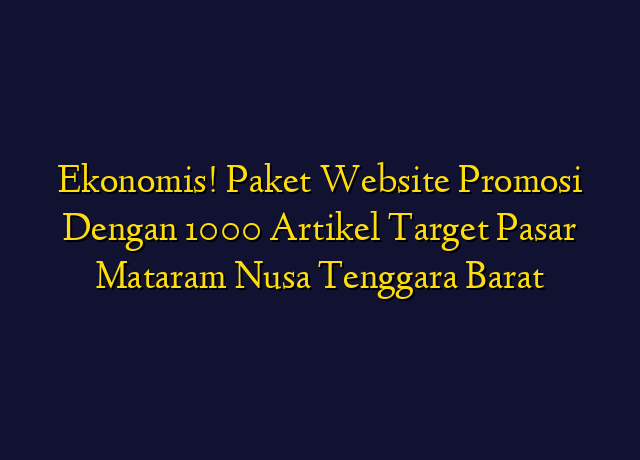 Ekonomis! Paket Website Promosi
Dengan 1000 Artikel Target Pasar
Mataram Nusa Tenggara Barat